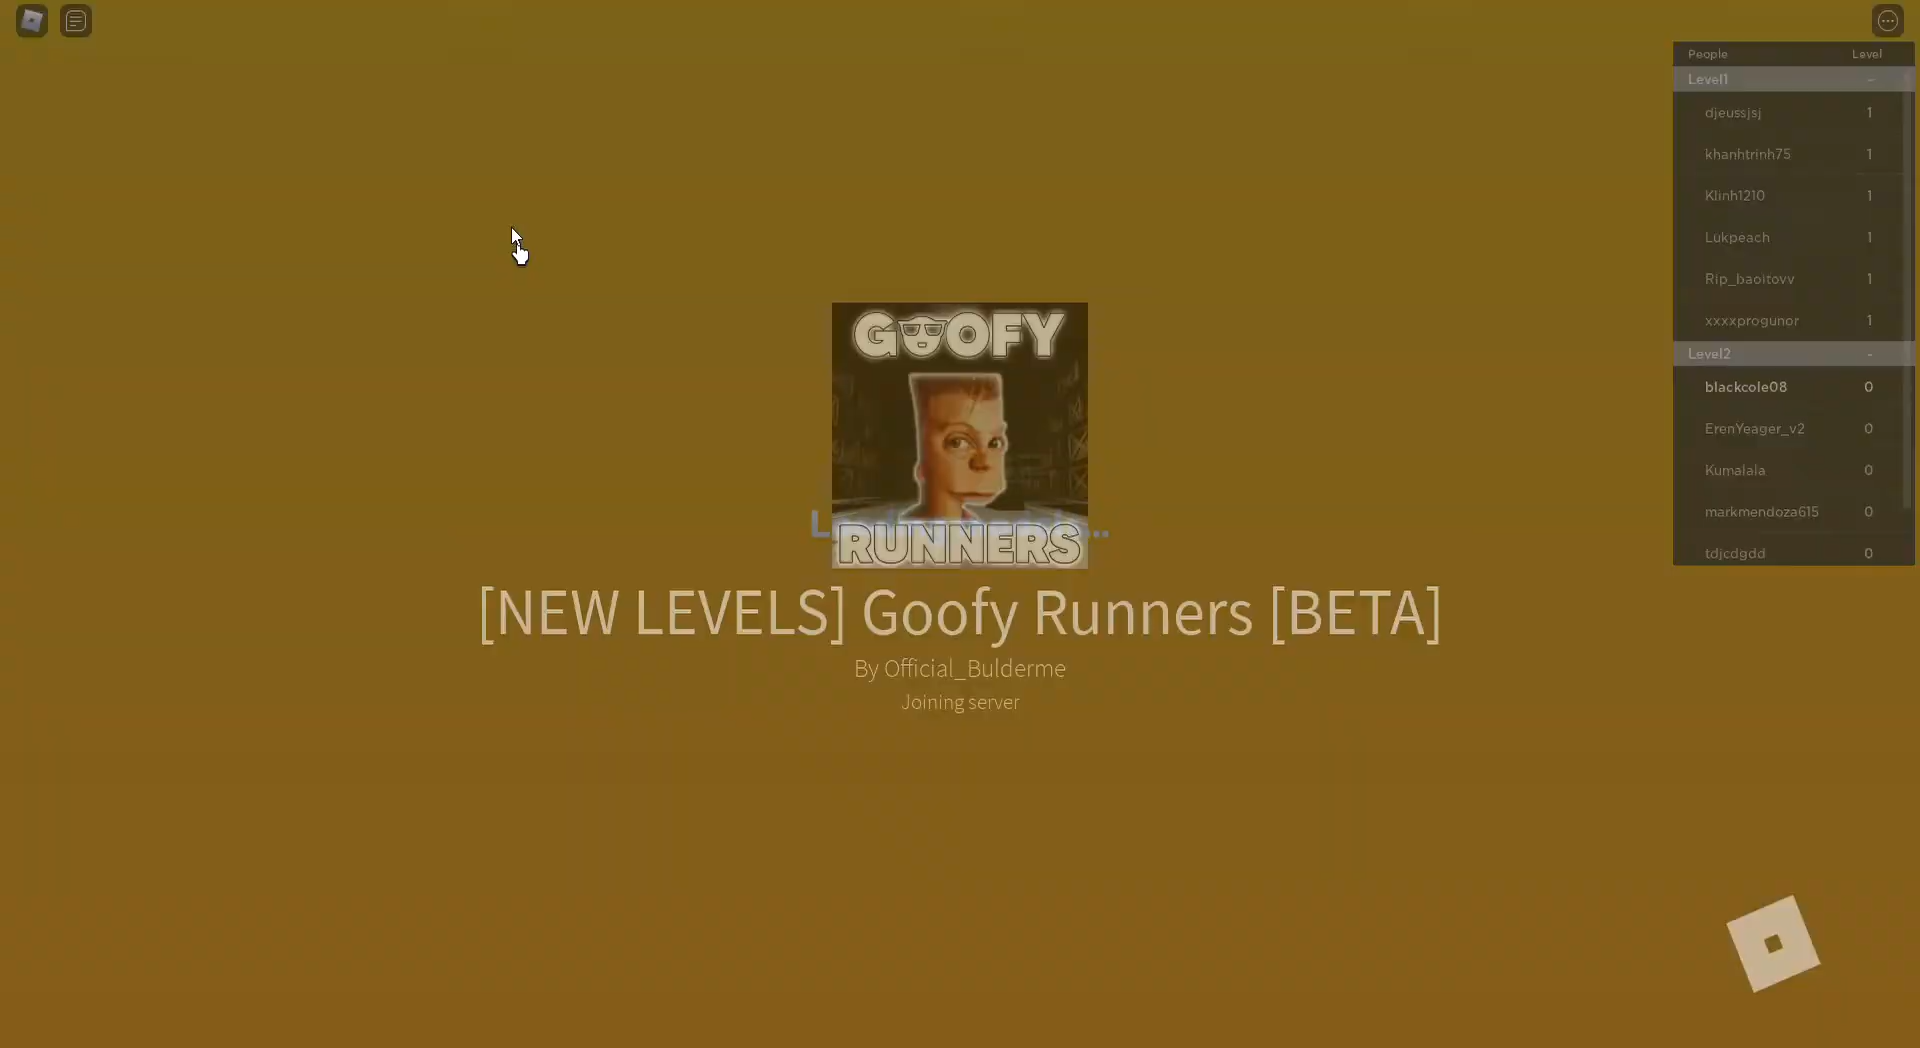 People Level
Level1 -
djeussjsj 1
khanhtrinh75 1
Klinh1210 1
Lukpeach 1
Rip_baoitovv 1
xxxxprogunor 1
Level2 -
blackcole08 0
ErenYeager_v2 0
Kumalala 0
markmendoza615 0
tdjcdgdd 0
GOOFY
RUNNERS
[NEW LEVELS] Goofy Runners [BETA]
By Official_Bulderme
Joining server